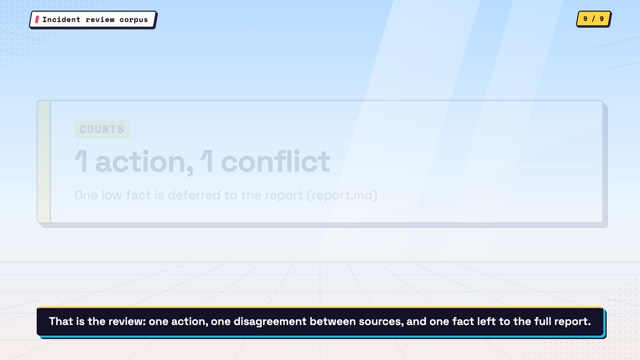 Incident review corpus
9 / 9
COUNTS
1 action, 1 conflict
One low fact is deferred to the report (report.md)
That is the review: one action, one disagreement between sources, and one fact left to the full report.